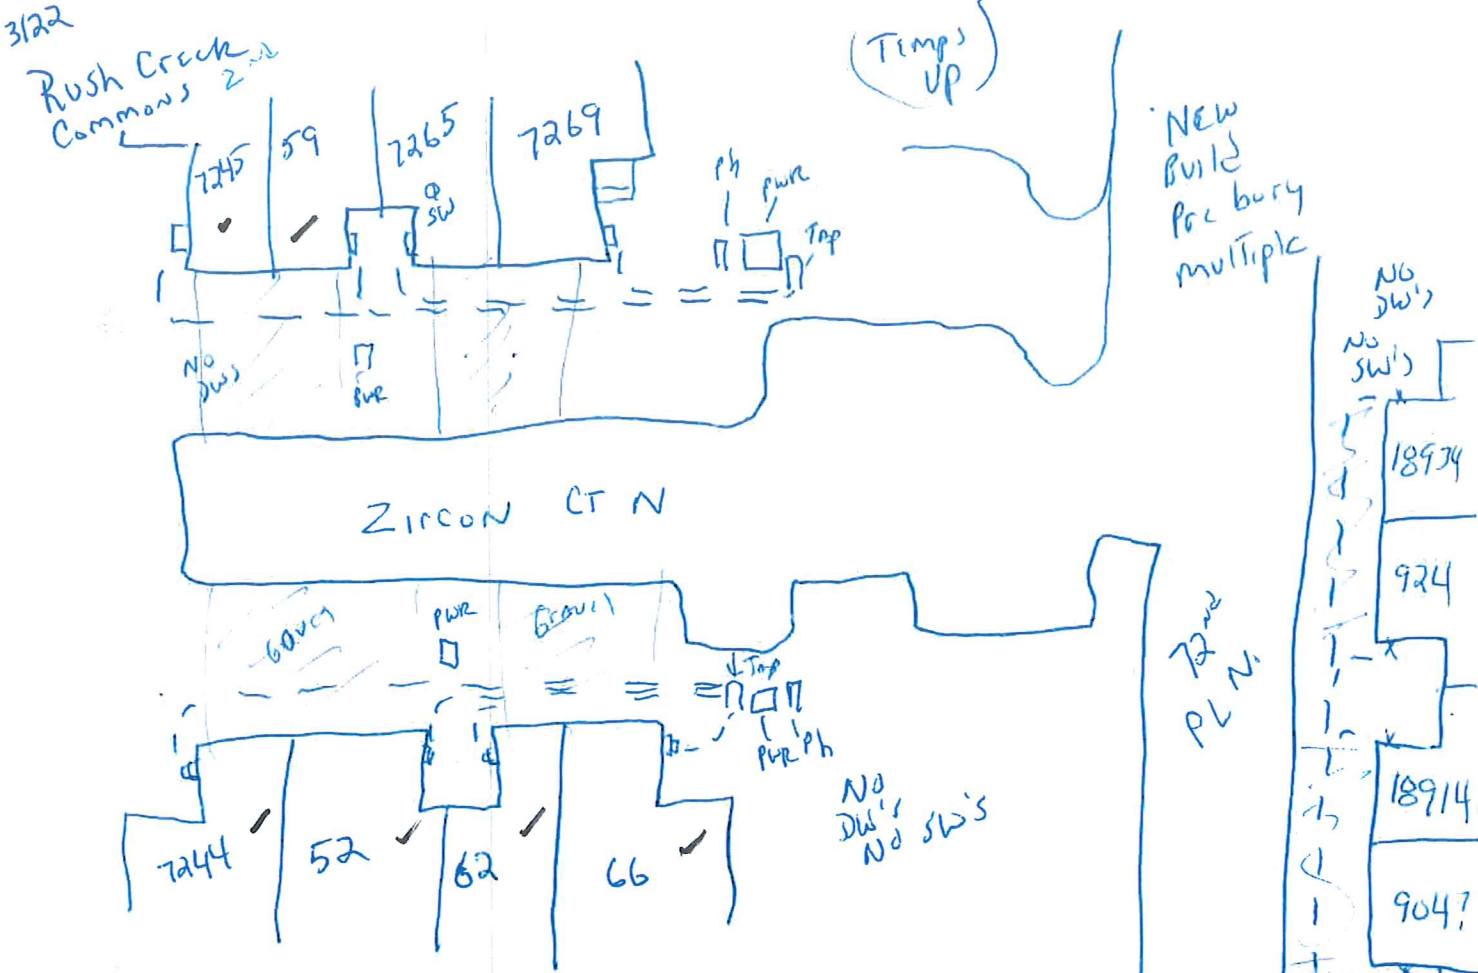 3/22
Rush Creek
Commons 2nd
(Temps
UP)
NEW
Build
Pre bury
multiple
7245
59
7265
7269
SW
Ph
PWR
Tap
NO
DW's
PWR
NO
DW's
NO
SW's
18934
924
18914
904?
ZIRCON CT N
Gravel
PWR
Gravel
Tap
PWR Ph
72nd
PL N.
NO
DW's
NO SW's
7244
52
62
66